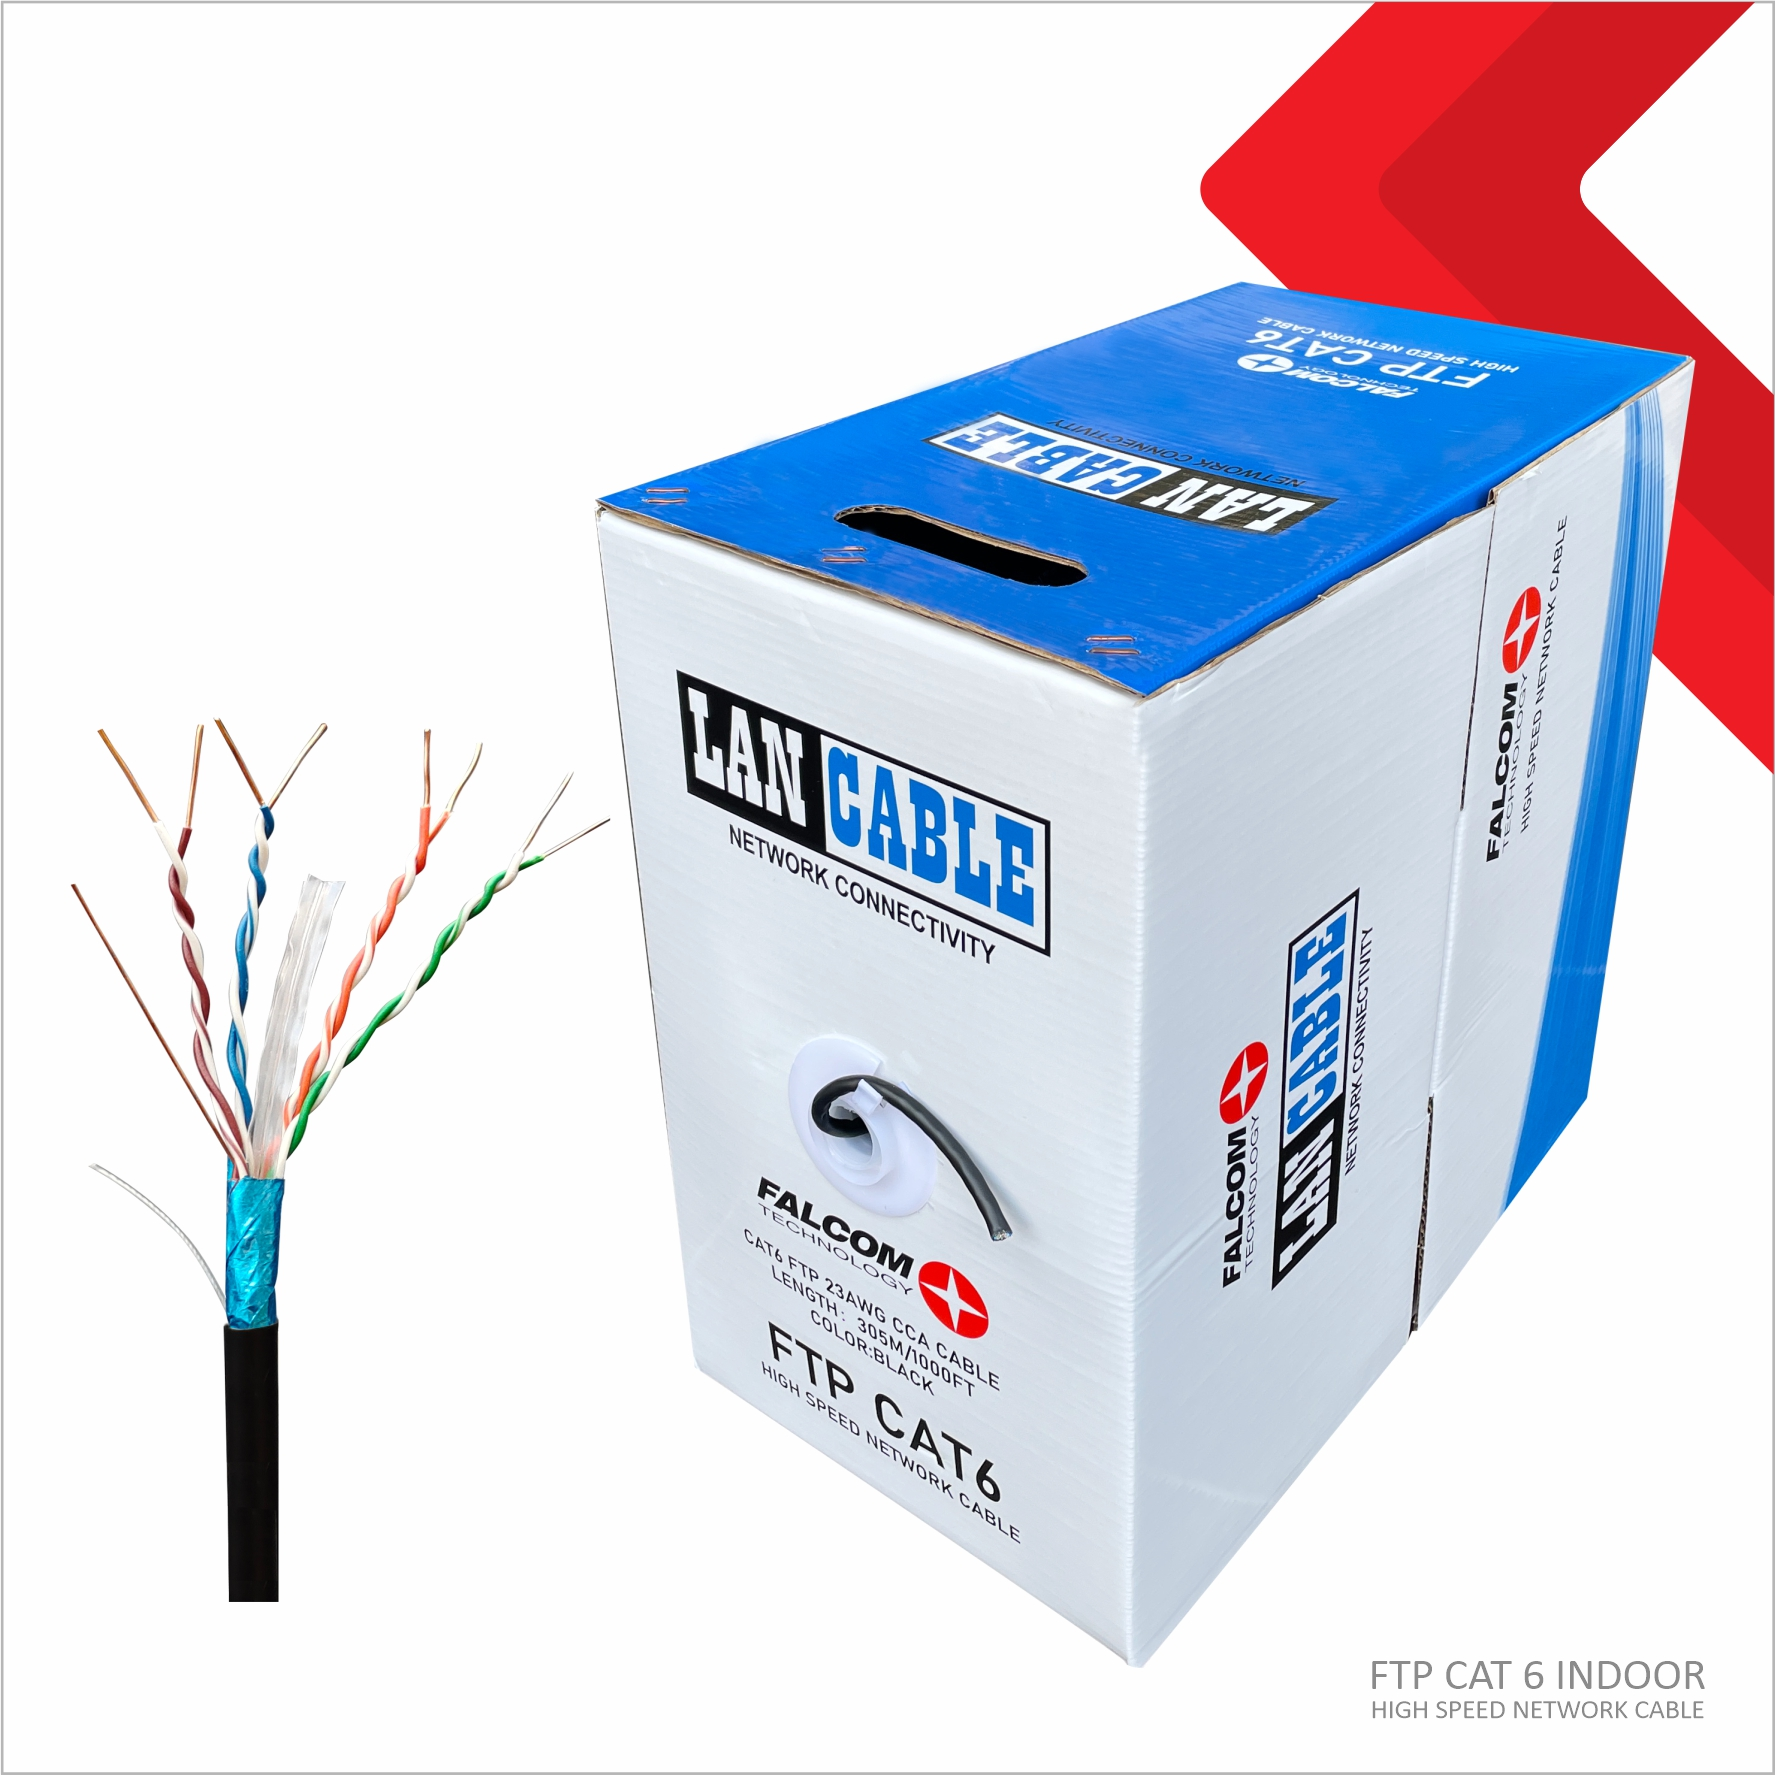 HIGH SPEED NETWORK CABLE
FTP CAT6
FALCOM
TECHNOLOGY
NETWORK CONNECTIVITY
LAN CABLE
LAN CABLE
NETWORK CONNECTIVITY
FALCOM
TECHNOLOGY
CAT6 FTP 23AWG CCA CABLE
LENGTH: 305M/1000FT
COLOR:BLACK
FTP CAT6
HIGH SPEED NETWORK CABLE
FALCOM
TECHNOLOGY
LAN CABLE
NETWORK CONNECTIVITY
FALCOM
TECHNOLOGY
HIGH SPEED NETWORK CABLE
FTP CAT 6 INDOOR
HIGH SPEED NETWORK CABLE